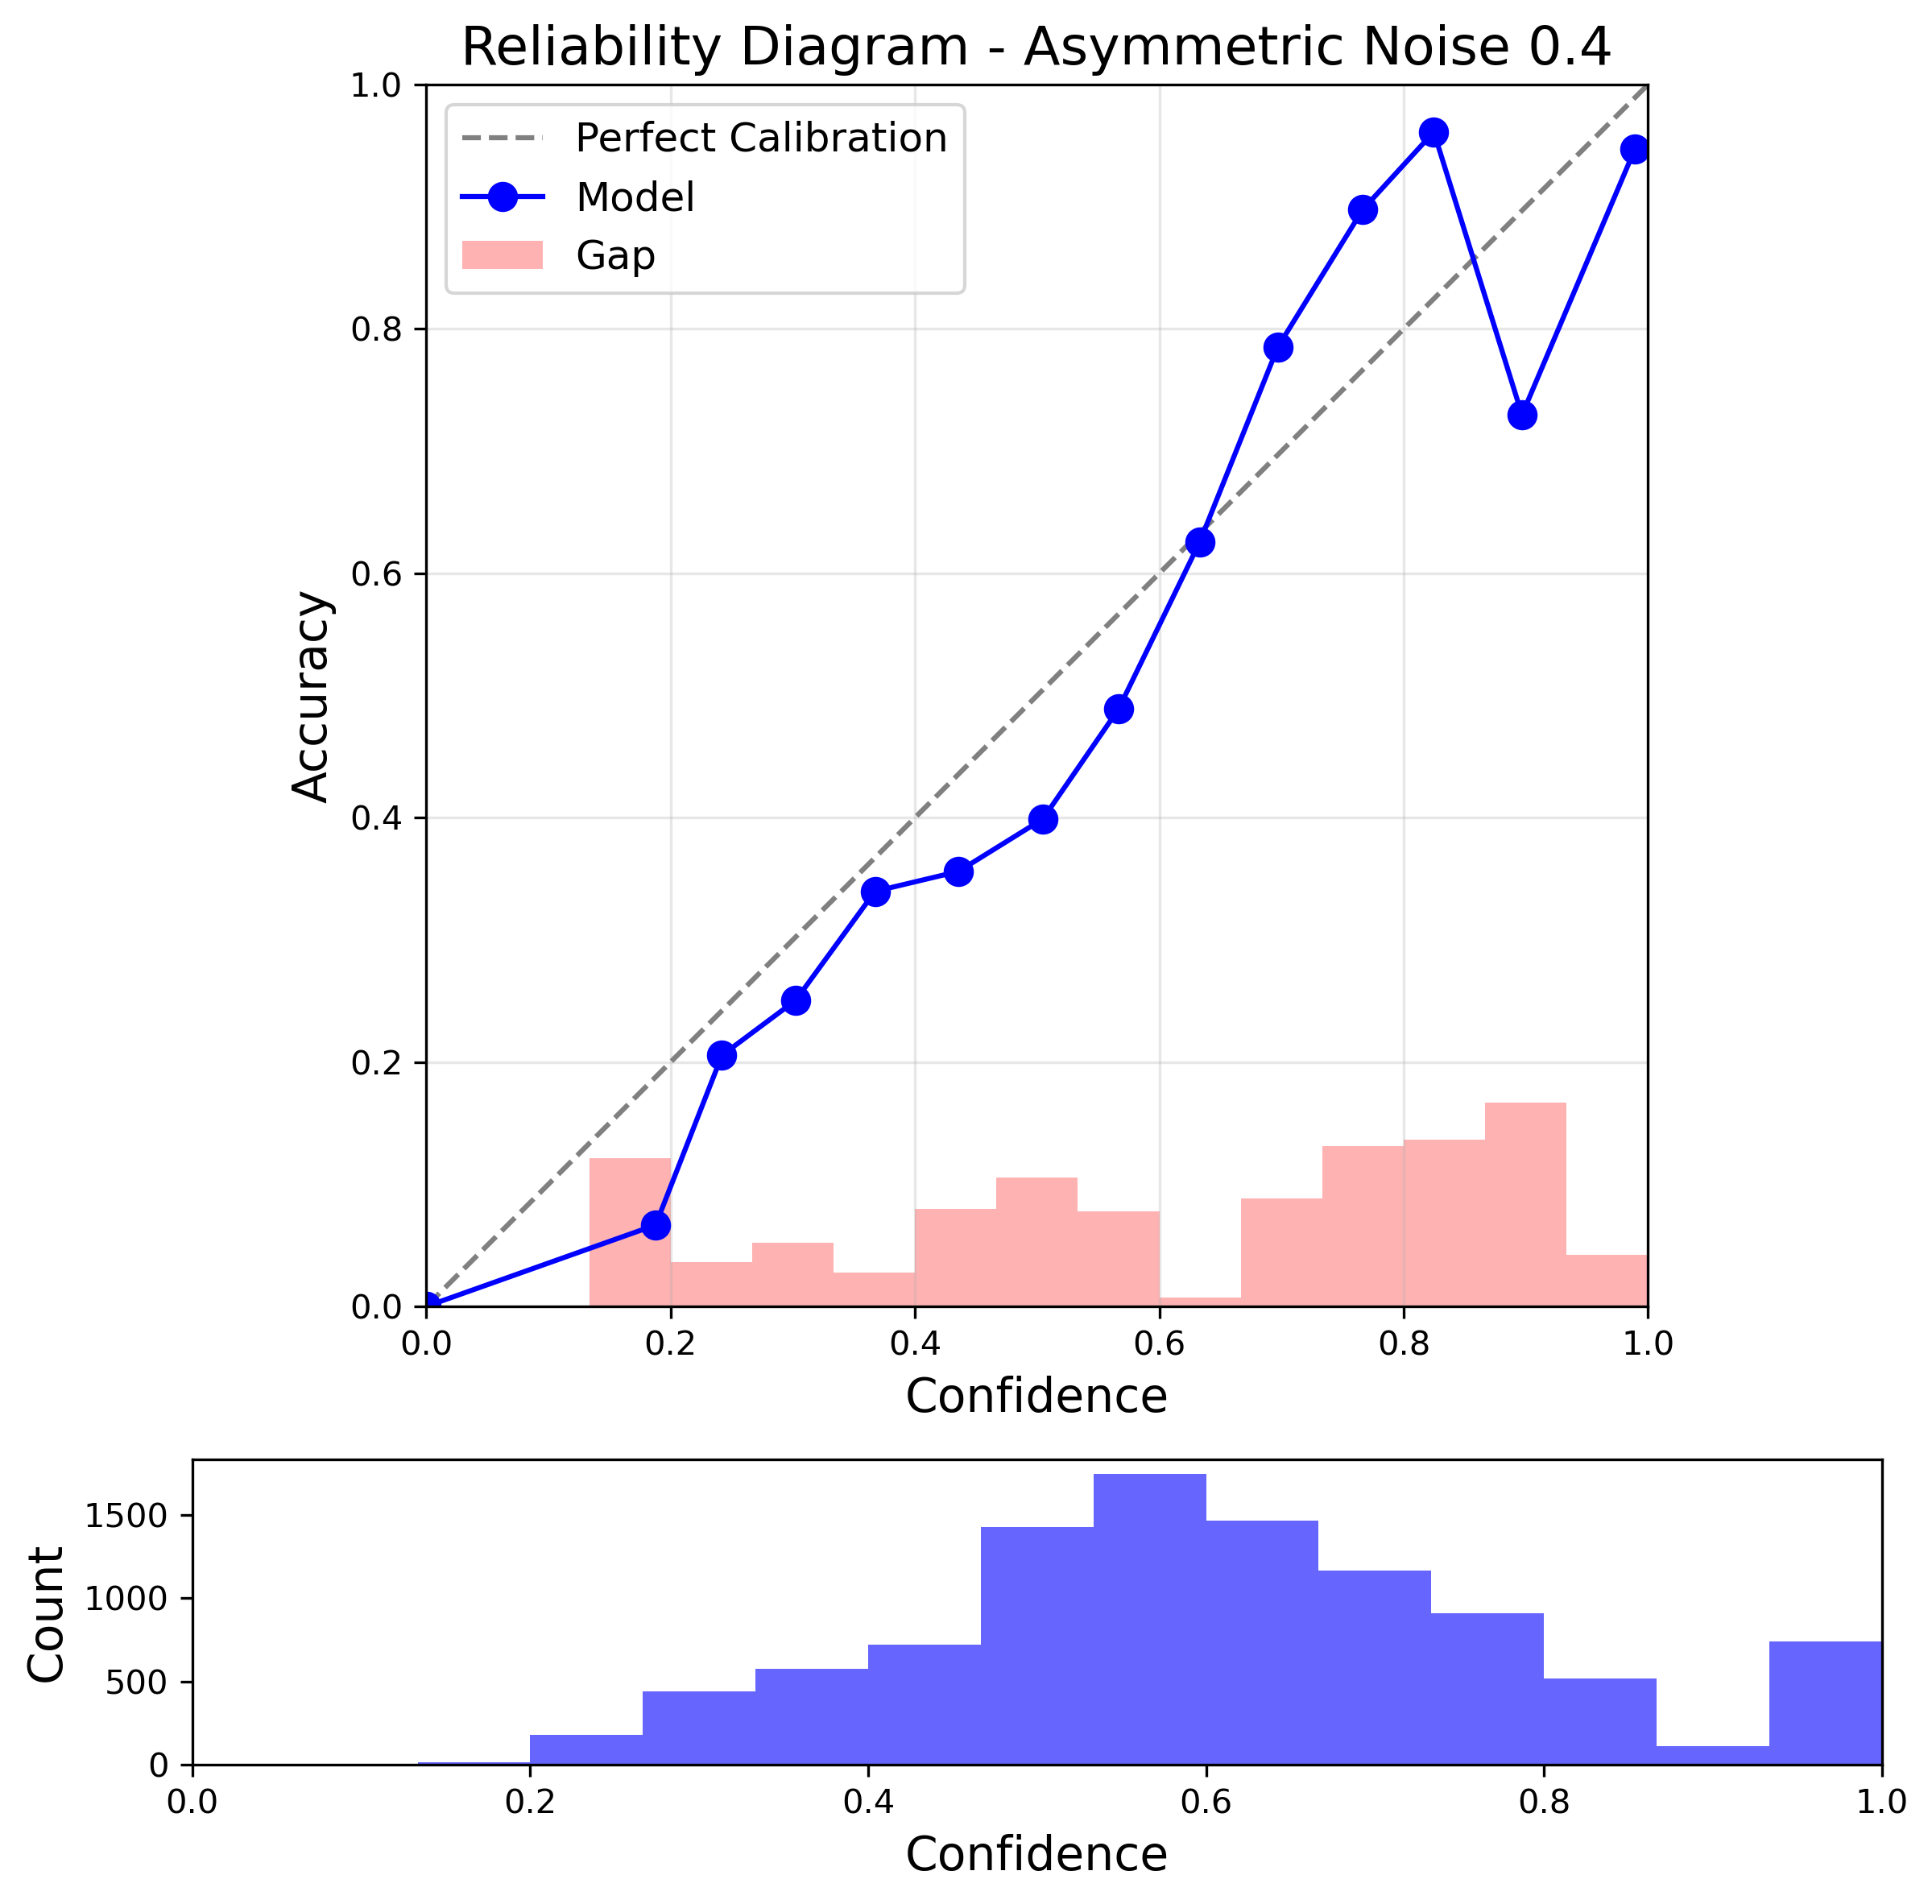 Reliability Diagram - Asymmetric Noise 0.4
1.0
0.8
0.6
0.4
0.2
0.0
Accuracy
Perfect Calibration
Model
Gap
0.0 0.2 0.4 0.6 0.8 1.0
Confidence
1500
1000
500
0
Count
0.0 0.2 0.4 0.6 0.8 1.0
Confidence